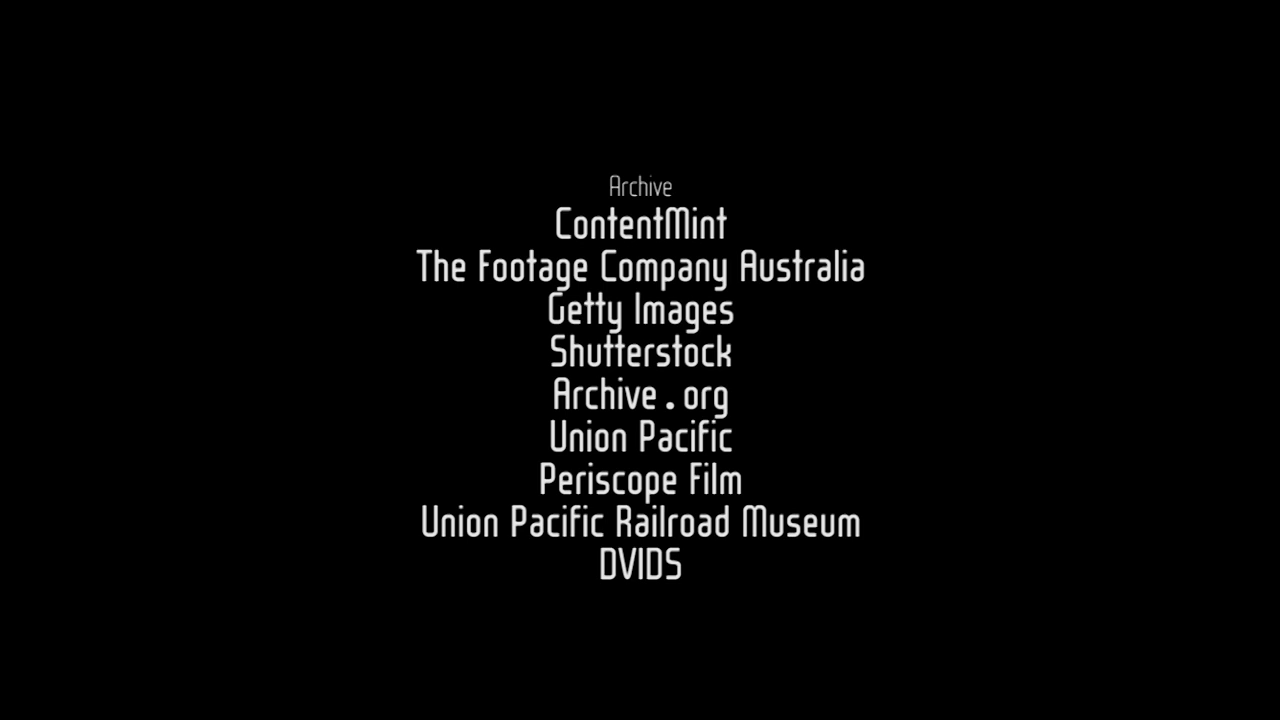 Archive
ContentMint
The Footage Company Australia
Getty Images
Shutterstock
Archive.org
Union Pacific
Periscope Film
Union Pacific Railroad Museum
DVIDS